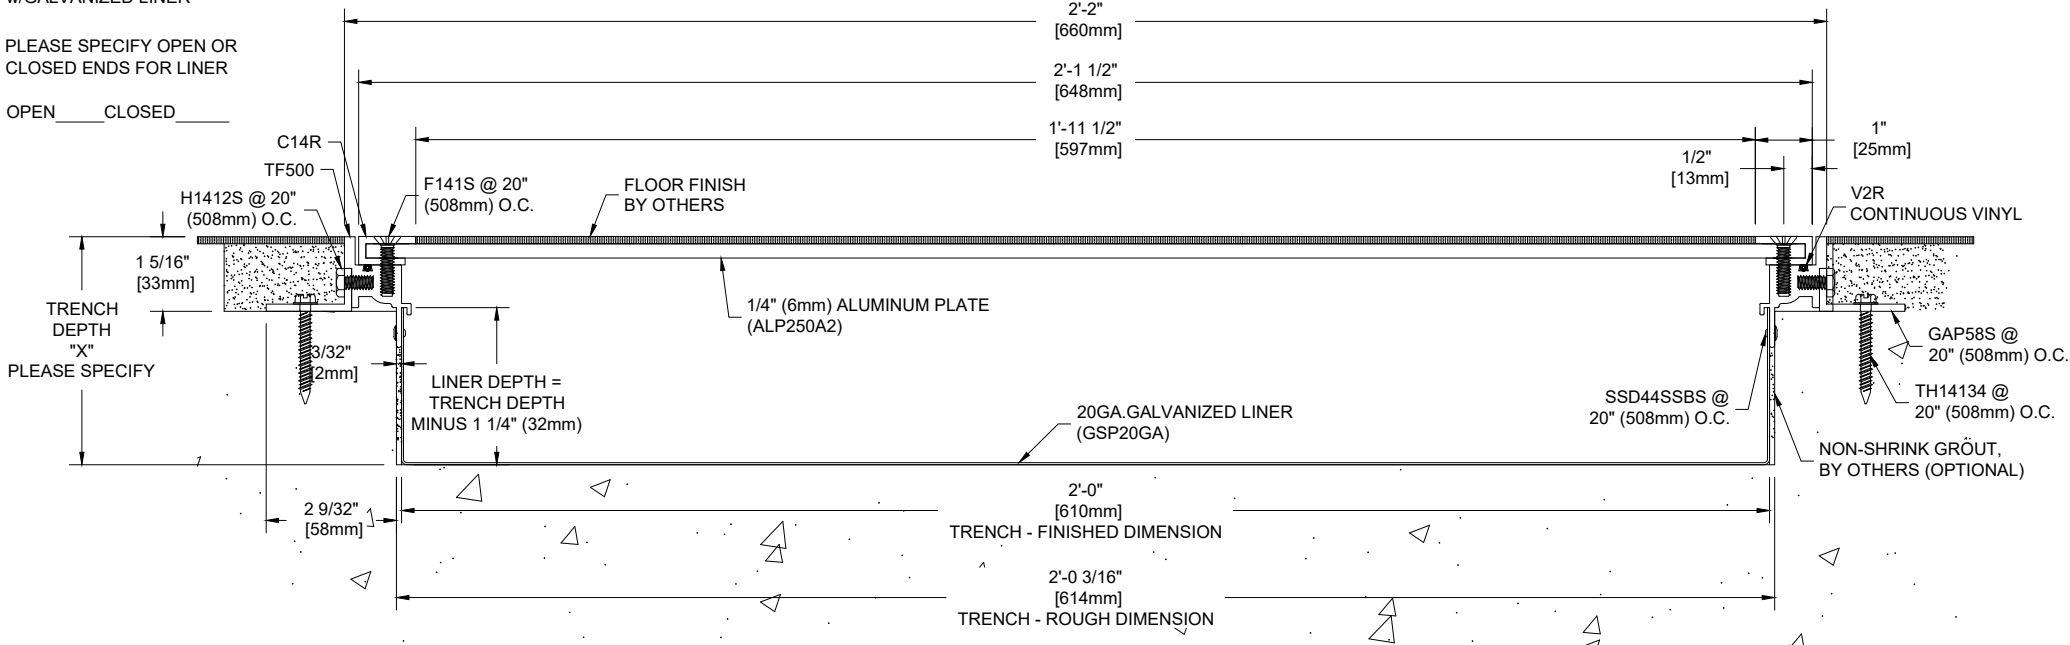 w/GALVANIZED LINER
PLEASE SPECIFY OPEN OR
CLOSED ENDS FOR LINER
OPEN_____CLOSED______
2'-2"
[660mm]
2'-1 1/2"
[648mm]
1'-11 1/2"
[597mm]
1"
[25mm]
1/2"
[13mm]
C14R
TF500
H1412S @ 20"
(508mm) O.C.
F141S @ 20"
(508mm) O.C.
FLOOR FINISH
BY OTHERS
V2R
CONTINUOUS VINYL
1 5/16"
[33mm]
TRENCH
DEPTH
"X"
PLEASE SPECIFY
1/4" (6mm) ALUMINUM PLATE
(ALP250A2)
3/32"
[2mm]
LINER DEPTH =
TRENCH DEPTH
MINUS 1 1/4" (32mm)
20GA.GALVANIZED LINER
(GSP20GA)
SSD44SSBS @
20" (508mm) O.C.
GAP58S @
20" (508mm) O.C.
TH14134 @
20" (508mm) O.C.
NON-SHRINK GROUT,
BY OTHERS (OPTIONAL)
2 9/32"
[58mm]
2'-0"
[610mm]
TRENCH - FINISHED DIMENSION
2'-0 3/16"
[614mm]
TRENCH - ROUGH DIMENSION